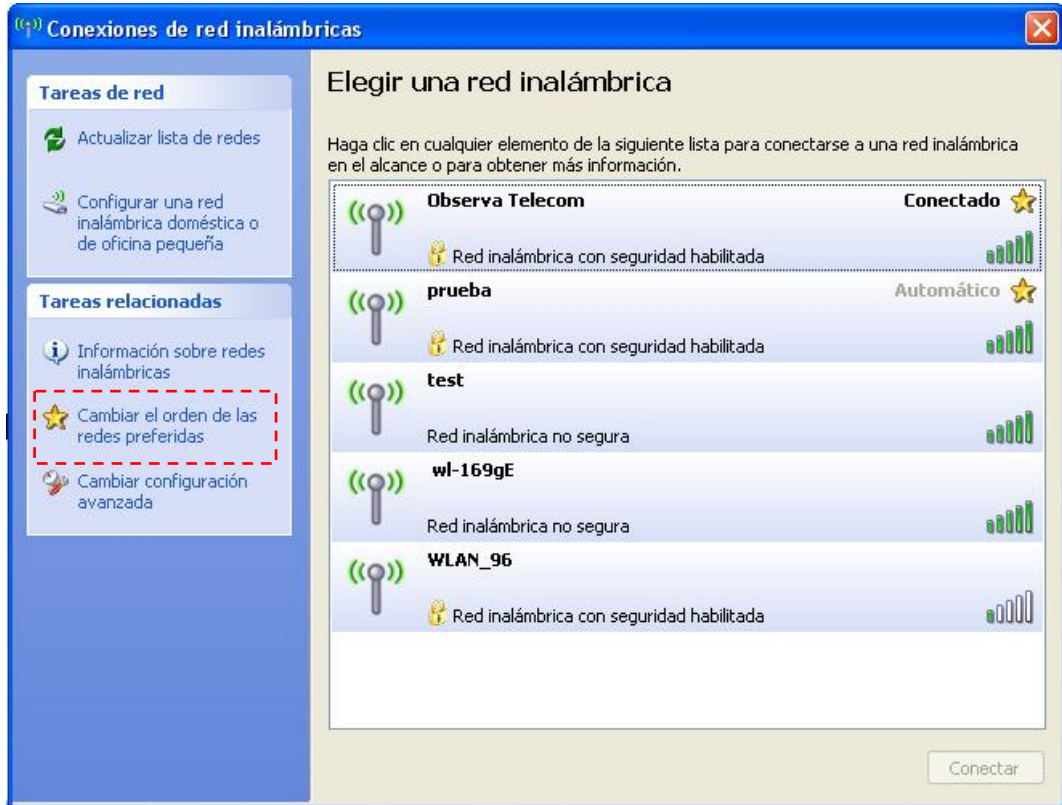 Conexiones de red inalámbricas
Tareas de red
Actualizar lista de redes
Configurar una red
inalámbrica doméstica o
de oficina pequeña
Tareas relacionadas
Información sobre redes
inalámbricas
Cambiar el orden de las
redes preferidas
Cambiar configuración
avanzada
Elegir una red inalámbrica
Haga clic en cualquier elemento de la siguiente lista para conectarse a una red inalámbrica
en el alcance o para obtener más información.
Observa Telecom Conectado
Red inalámbrica con seguridad habilitada
prueba Automático
Red inalámbrica con seguridad habilitada
test
Red inalámbrica no segura
wl-169gE
Red inalámbrica no segura
WLAN_96
Red inalámbrica con seguridad habilitada
Conectar